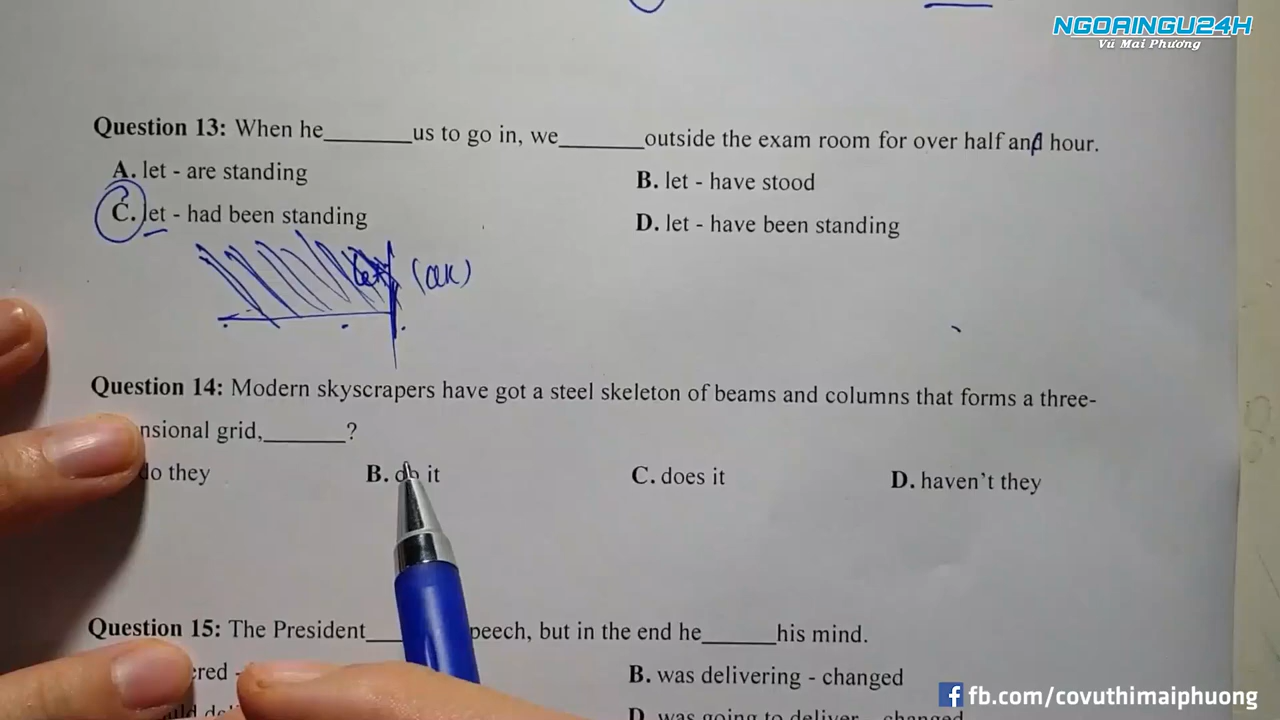 NGOAINGU24H
Vũ Mai Phương
Question 13: When he_______us to go in, we_______outside the exam room for over half an hour.
A. let - are standing
B. let - have stood
C. let - had been standing
D. let - have been standing
let (QK)
Question 14: Modern skyscrapers have got a steel skeleton of beams and columns that forms a three-
nsional grid,_______?
do they
B. do it
C. does it
D. haven't they
Question 15: The President peech, but in the end he______his mind.
ered -
B. was delivering - changed
D. was going to deliver - changed
fb.com/covuthimaiphuong